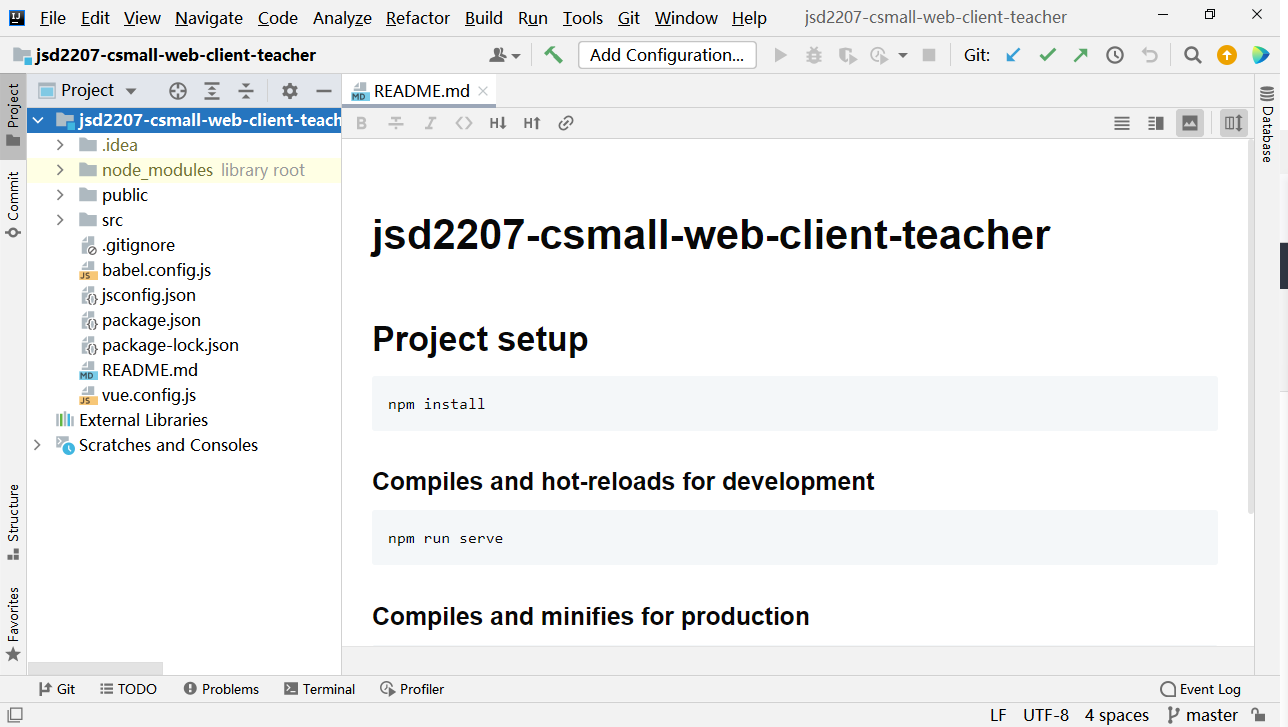 File Edit View Navigate Code Analyze Refactor Build Run Tools Git Window Help jsd2207-csmall-web-client-teacher
jsd2207-csmall-web-client-teacher Add Configuration... Git:
Project README.md
jsd2207-csmall-web-client-teach
.idea
node_modules library root
public
src
.gitignore
babel.config.js
jsconfig.json
package.json
package-lock.json
README.md
vue.config.js
External Libraries
Scratches and Consoles
B I H↓ H↑
jsd2207-csmall-web-client-teacher
Project setup
npm install
Compiles and hot-reloads for development
npm run serve
Compiles and minifies for production
Project
Commit
Structure
Favorites
Database
Git TODO Problems Terminal Profiler Event Log
LF UTF-8 4 spaces master